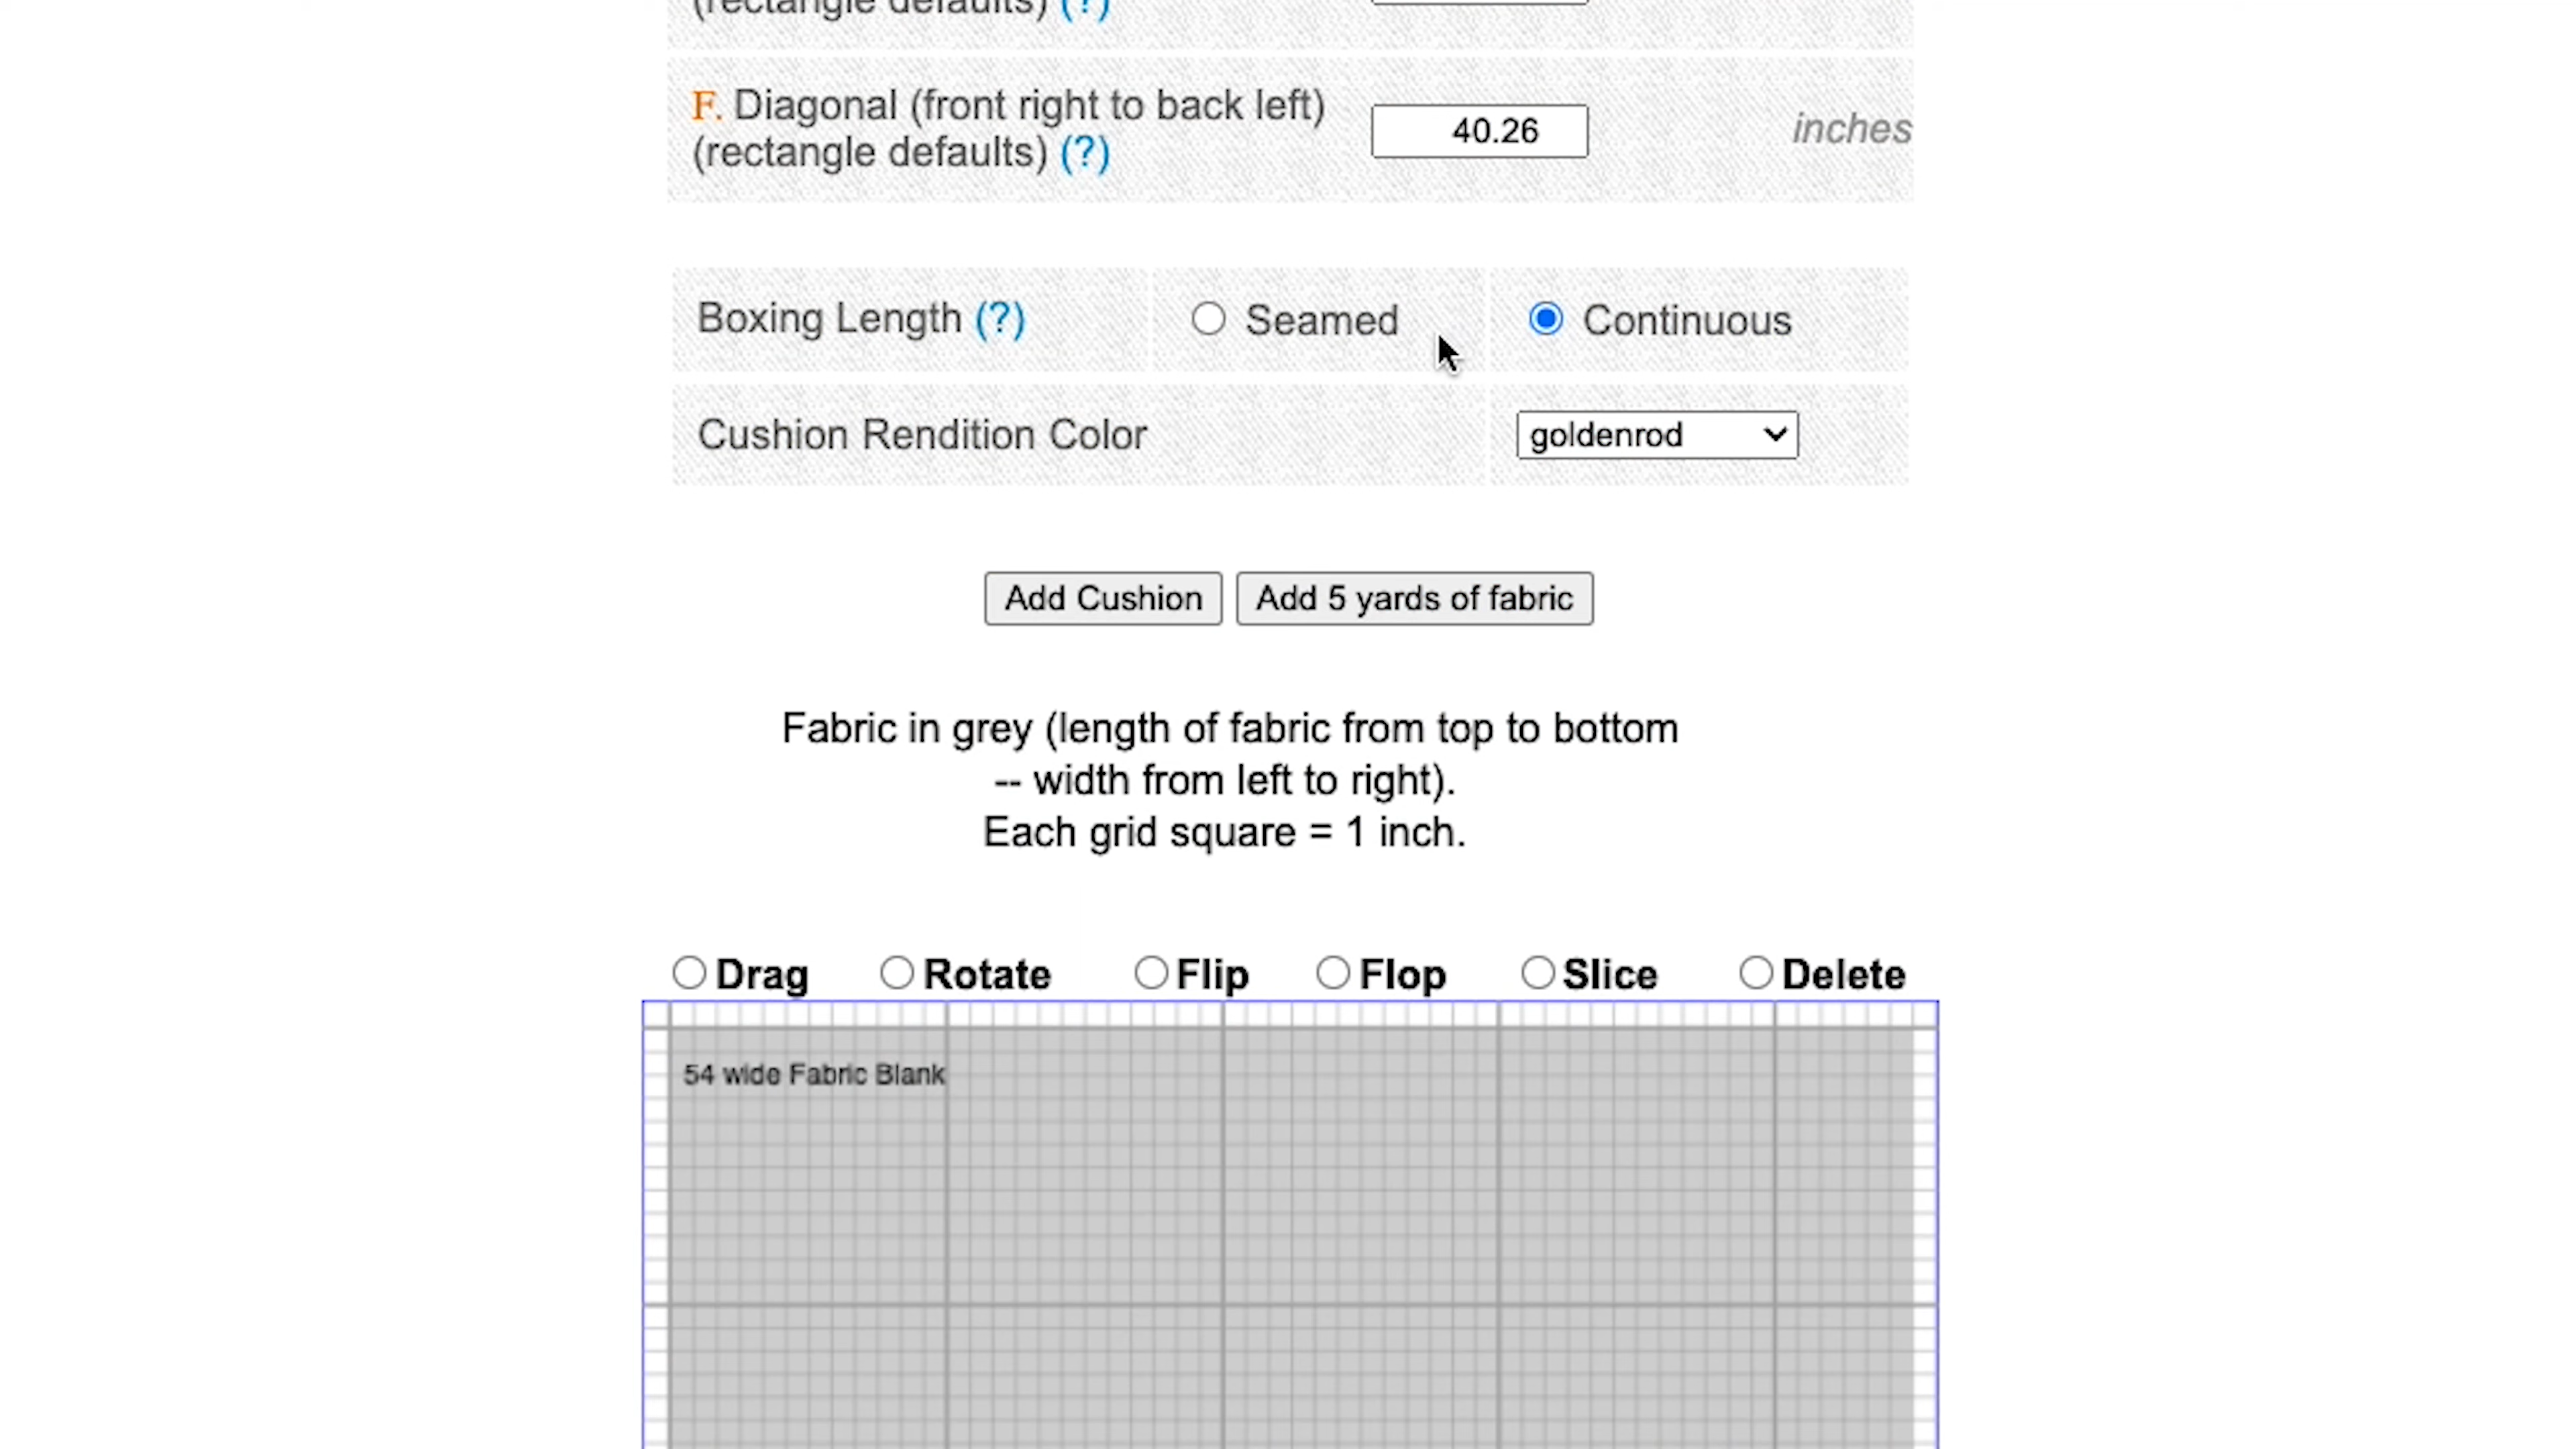 (rectangle defaults) (?)
F. Diagonal (front right to back left)
(rectangle defaults) (?)
40.26
inches
Boxing Length (?)
Seamed
Continuous
Cushion Rendition Color
goldenrod
Add Cushion
Add 5 yards of fabric
Fabric in grey (length of fabric from top to bottom
-- width from left to right).
Each grid square = 1 inch.
Drag
Rotate
Flip
Flop
Slice
Delete
54 wide Fabric Blank